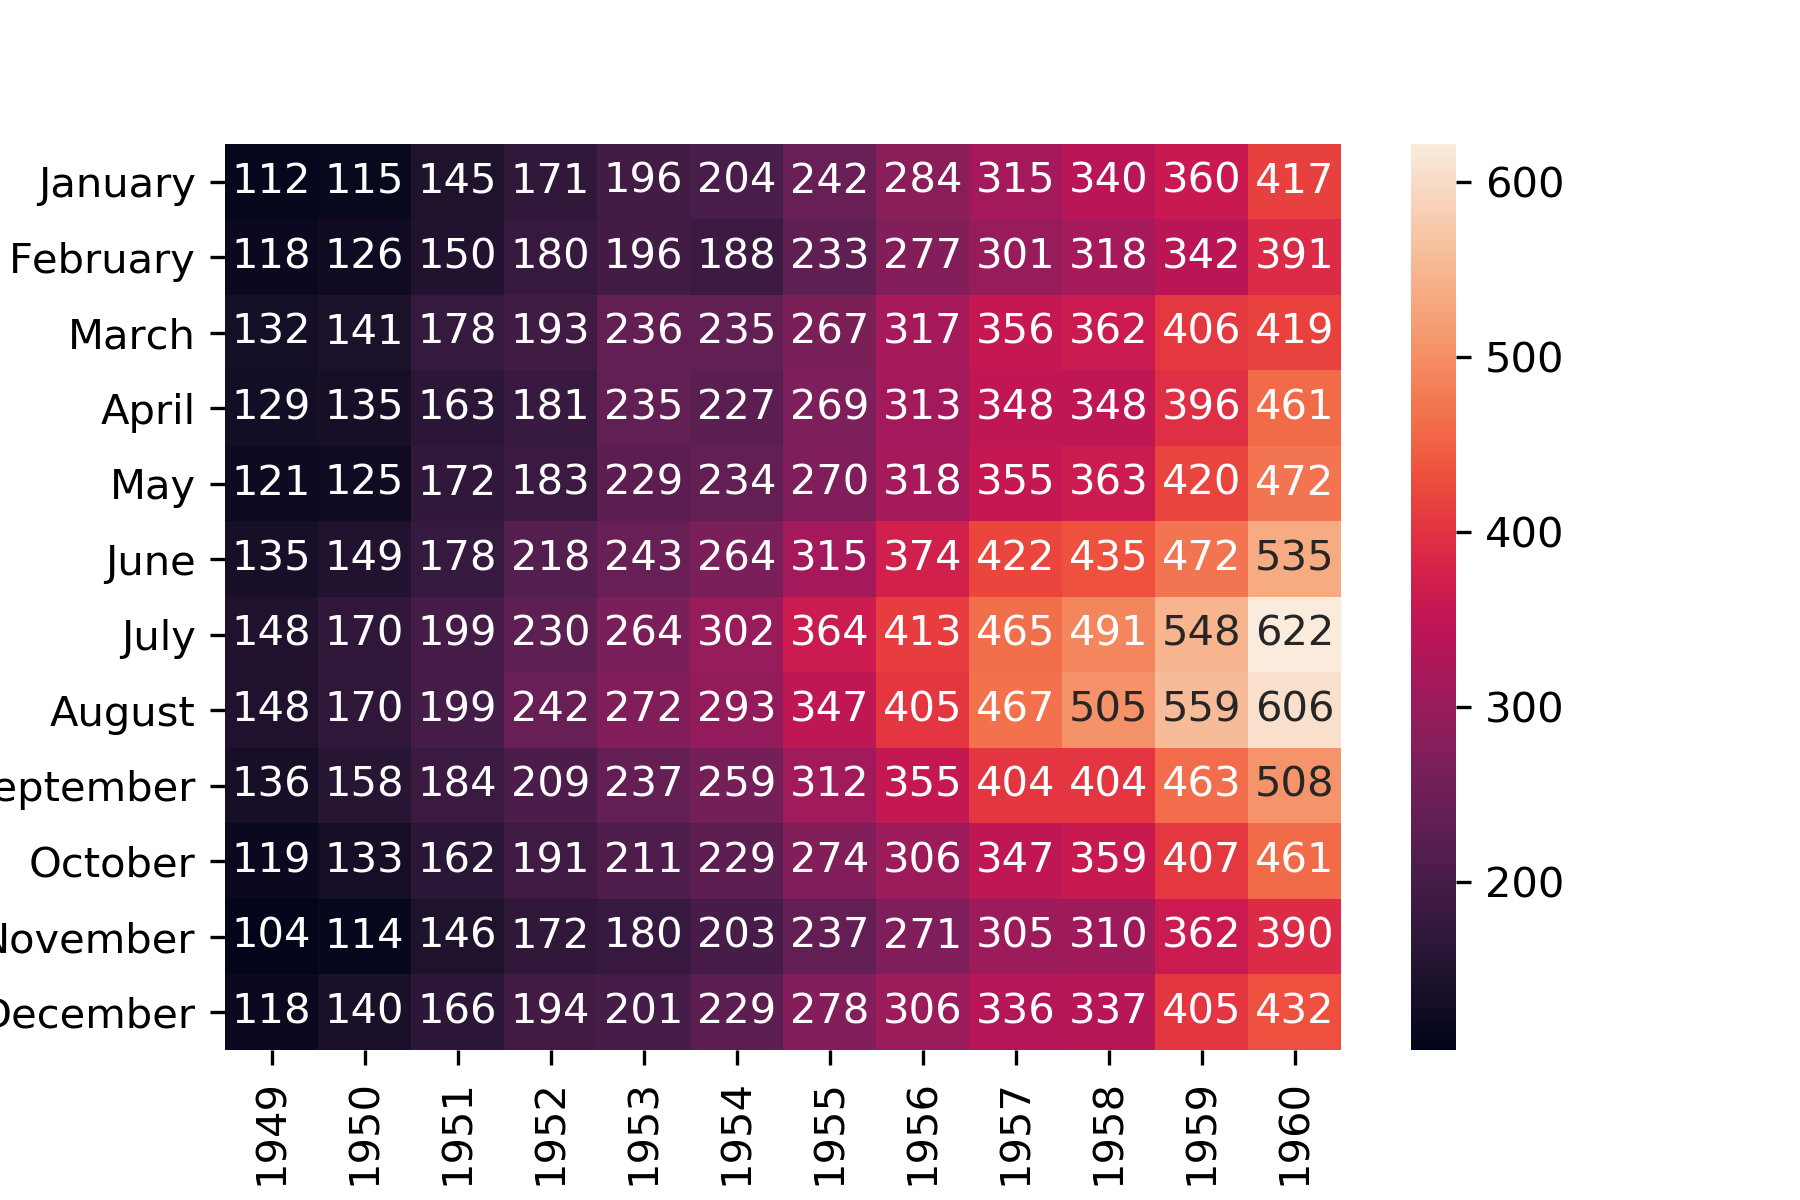 January 112 115 145 171 196 204 242 284 315 340 360 417 600
February 118 126 150 180 196 188 233 277 301 318 342 391
March 132 141 178 193 236 235 267 317 356 362 406 419 500
April 129 135 163 181 235 227 269 313 348 348 396 461
May 121 125 172 183 229 234 270 318 355 363 420 472
June 135 149 178 218 243 264 315 374 422 435 472 535 400
July 148 170 199 230 264 302 364 413 465 491 548 622
August 148 170 199 242 272 293 347 405 467 505 559 606 300
eptember 136 158 184 209 237 259 312 355 404 404 463 508
October 119 133 162 191 211 229 274 306 347 359 407 461 200
November 104 114 146 172 180 203 237 271 305 310 362 390
December 118 140 166 194 201 229 278 306 336 337 405 432
1949 1950 1951 1952 1953 1954 1955 1956 1957 1958 1959 1960